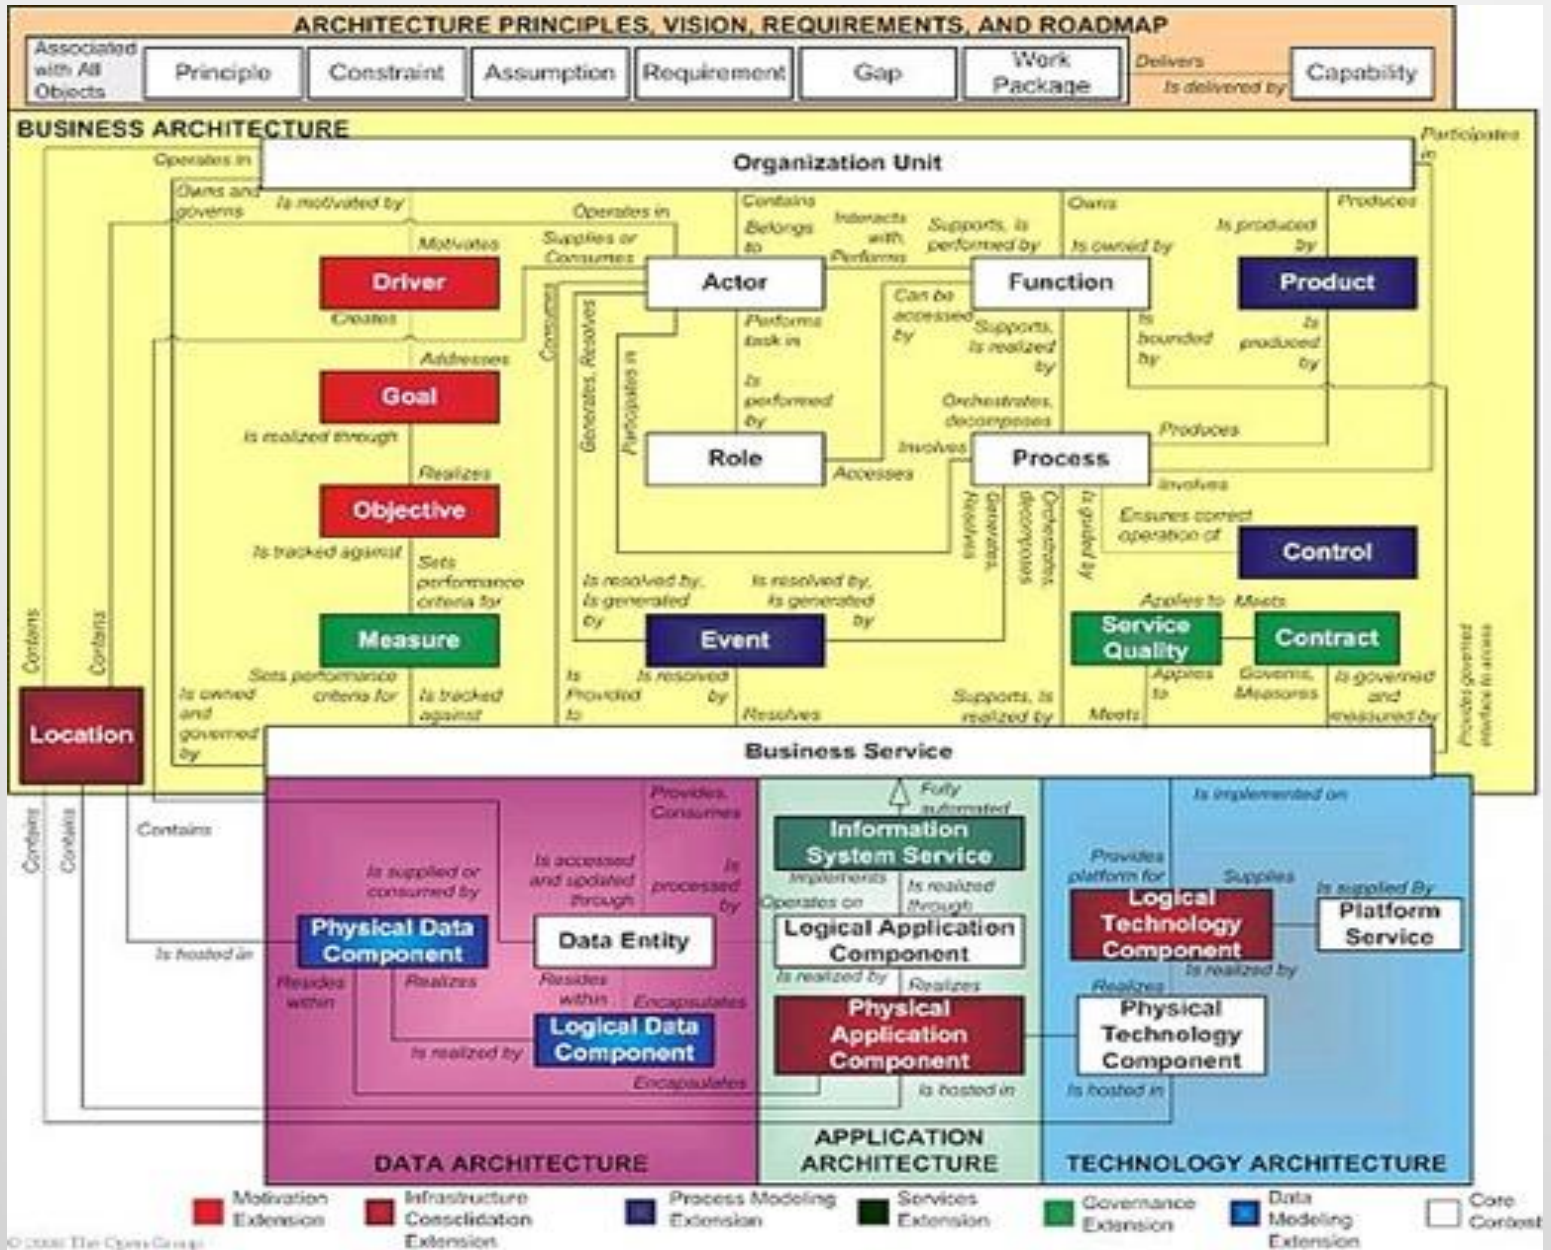 ARCHITECTURE PRINCIPLES, VISION, REQUIREMENTS, AND ROADMAP
Associated
with All
Objects
Principle
Constraint
Assumption
Requirement
Gap
Work
Package
Delivers
Is delivered by
Capability
BUSINESS ARCHITECTURE
Participates
in
Operates in
Organization Unit
Owns and
governs
Is motivated by
Operates in
Contains
Owns
Produces
Motivates
Supplies or
Consumes
Belongs
to
Interacts
with,
Performs
Supports, is
performed by
Is owned by
Is produced
by
Driver
Actor
Function
Product
Creates
Consumes
Generates, Resolves
Participates in
Performs
task in
Can be
accessed
by
Supports,
Is realized
by
Is
bounded
by
Is
produced
by
Addresses
Goal
Is
performed
by
Orchestrates,
decomposes
Is realized through
Produces
Realizes
Role
Accesses
Involves
Process
Involves
Objective
Generates,
Resolves
Orchestrates,
decomposes
Is guided by
Ensures correct
operation of
Control
Is tracked against
Sets
performance
criteria for
Is resolved by,
Is generated
by
Is resolved by,
Is generated
by
Applies to
Meets
Contains
Contains
Measure
Event
Service
Quality
Contract
Provides governed
interface to access
Sets performance
criteria for
Is tracked
against
Is
Provided
to
Is resolved
by
Resolves
Supports, Is
realized by
Meets
Applies
to
Governs,
Measures
Is governed
and
measured by
Location
Is owned
and
governed
by
Business Service
Contains
Contains
Contains
Provides,
Consumes
Fully
automated
Is implemented on
Information
System Service
Is supplied or
consumed by
Is accessed
and updated
through
Is
processed
by
Implements
Is realized
through
Operates on
Provides
platform for
Supplies
Is supplied By
Physical Data
Component
Data Entity
Logical Application
Component
Logical
Technology
Component
Platform
Service
Is hosted in
Resides
within
Realizes
Resides
within
Encapsulates
Is realized by
Realizes
Is realized by
Realizes
Logical Data
Component
Physical
Application
Component
Physical
Technology
Component
Is realized by
Encapsulates
Is hosted in
Is hosted in
DATA ARCHITECTURE
APPLICATION
ARCHITECTURE
TECHNOLOGY ARCHITECTURE
Motivation
Extension
Infrastructure
Consolidation
Extension
Process Modeling
Extension
Services
Extension
Governance
Extension
Data
Modeling
Extension
Core
Content
The Open Group